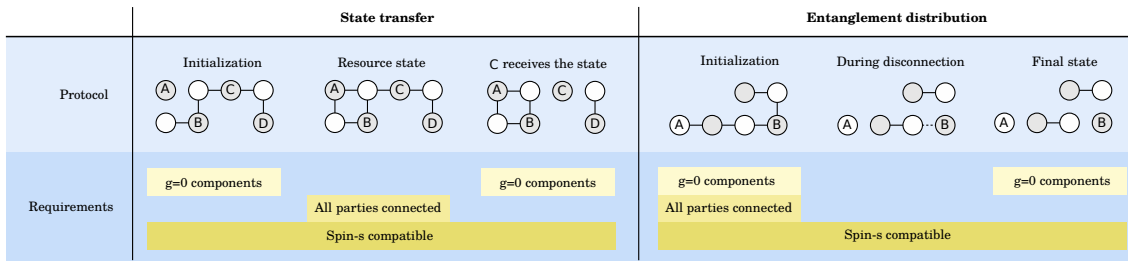 State transfer
Entanglement distribution
Protocol
Initialization
Resource state
C receives the state
Initialization
During disconnection
Final state
A C
B D
A C
B D
A C
B D
A B
A B
A B
Requirements
g=0 components
g=0 components
g=0 components
g=0 components
All parties connected
All parties connected
Spin-s compatible
Spin-s compatible